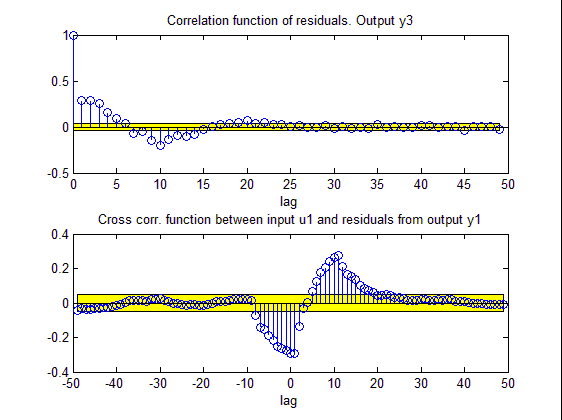 Correlation function of residuals. Output y3
1
0.5
0
-0.5
0 5 10 15 20 25 30 35 40 45 50
lag
Cross corr. function between input u1 and residuals from output y1
0.4
0.2
0
-0.2
-0.4
-50 -40 -30 -20 -10 0 10 20 30 40 50
lag